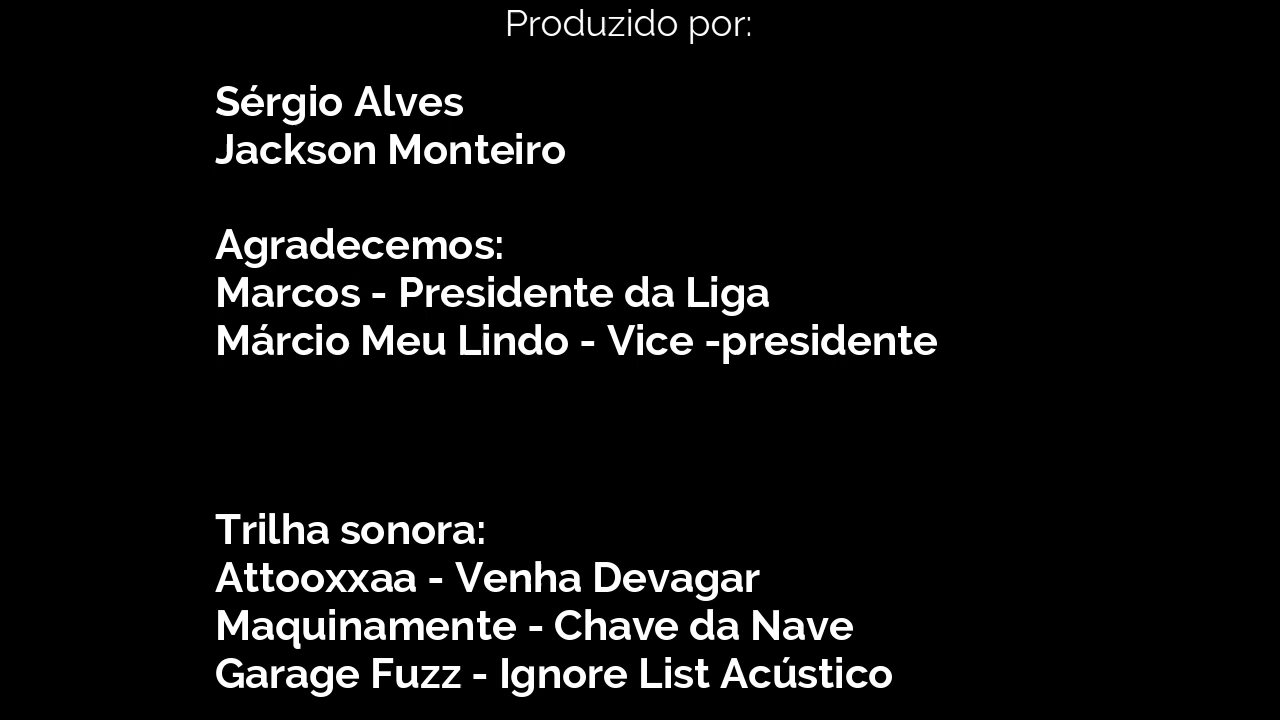 Produzido por:
Sérgio Alves
Jackson Monteiro
Agradecemos:
Marcos - Presidente da Liga
Márcio Meu Lindo - Vice -presidente
Trilha sonora:
Attooxxaa - Venha Devagar
Maquinamente - Chave da Nave
Garage Fuzz - Ignore List Acústico